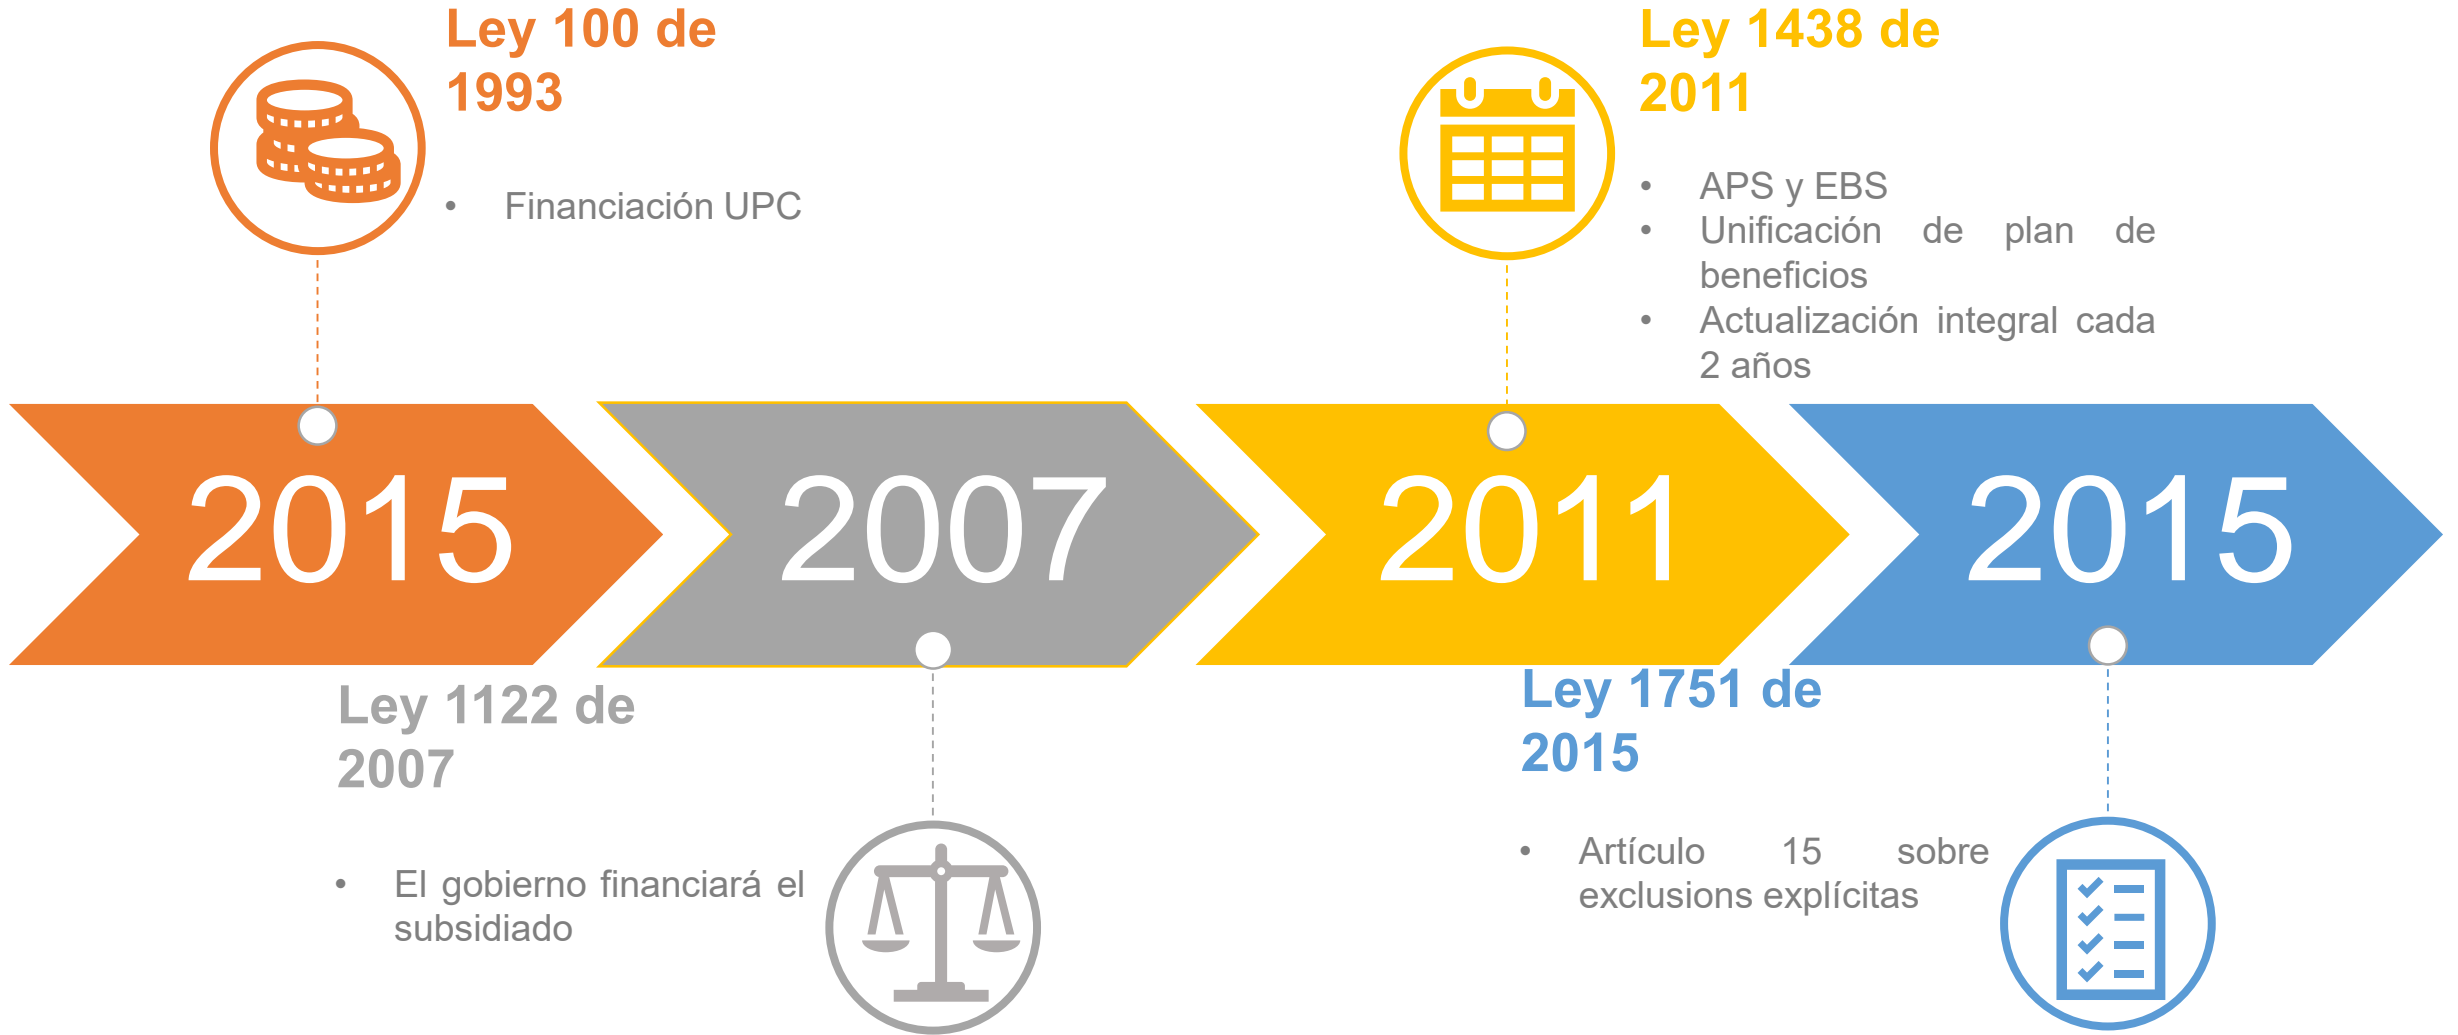 Ley 100 de
1993
• Financiación UPC
Ley 1438 de
2011
• APS y EBS
• Unificación de plan de
beneficios
• Actualización integral cada
2 años
2015
2007
2011
2015
Ley 1122 de
2007
• El gobierno financiará el
subsidiado
Ley 1751 de
2015
• Artículo 15 sobre
exclusions explícitas